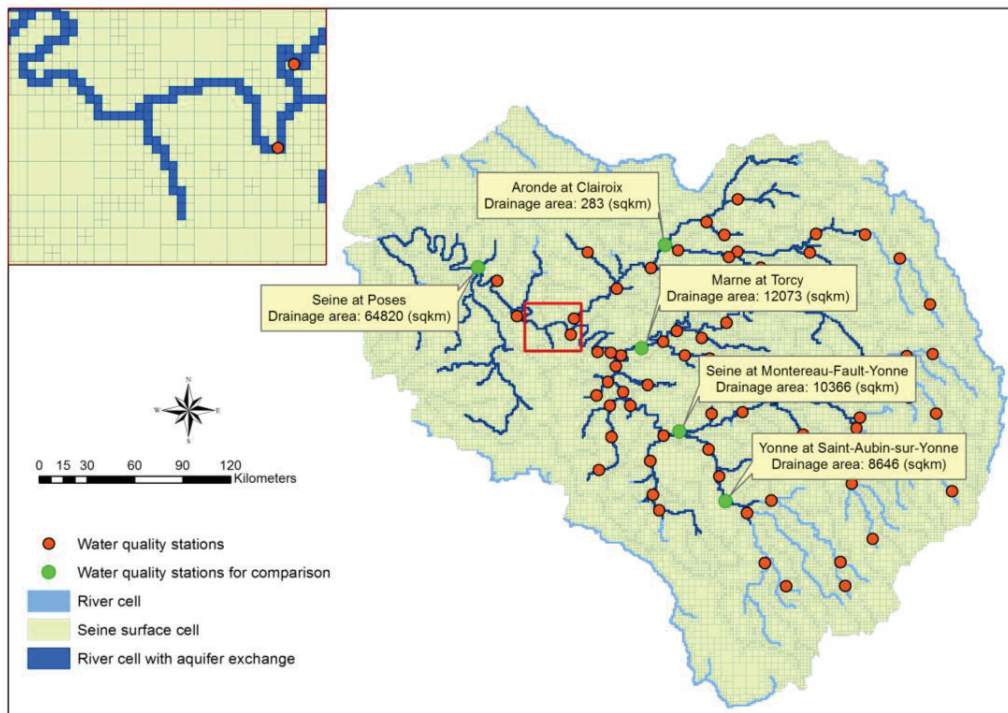 Aronde at Clairoix
Drainage area: 283 (sqkm)
Marne at Torcy
Drainage area: 12073 (sqkm)
Seine at Poses
Drainage area: 64820 (sqkm)
Seine at Montereau-Fault-Yonne
Drainage area: 10366 (sqkm)
Yonne at Saint-Aubin-sur-Yonne
Drainage area: 8646 (sqkm)
N
W E
S
0 15 30 60 90 120
Kilometers
Water quality stations
Water quality stations for comparison
River cell
Seine surface cell
River cell with aquifer exchange